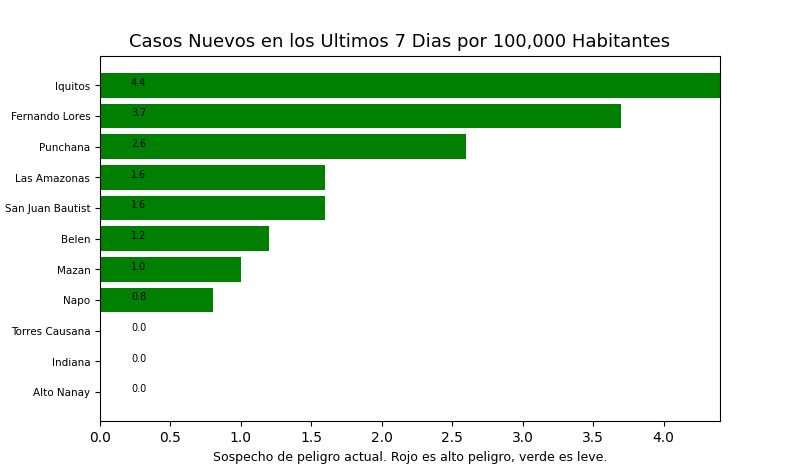 Casos Nuevos en los Ultimos 7 Dias por 100,000 Habitantes
Iquitos 4.4
Fernando Lores 3.7
Punchana 2.6
Las Amazonas 1.6
San Juan Bautist 1.6
Belen 1.2
Mazan 1.0
Napo 0.8
Torres Causana 0.0
Indiana 0.0
Alto Nanay 0.0
0.0 0.5 1.0 1.5 2.0 2.5 3.0 3.5 4.0
Sospecho de peligro actual. Rojo es alto peligro, verde es leve.